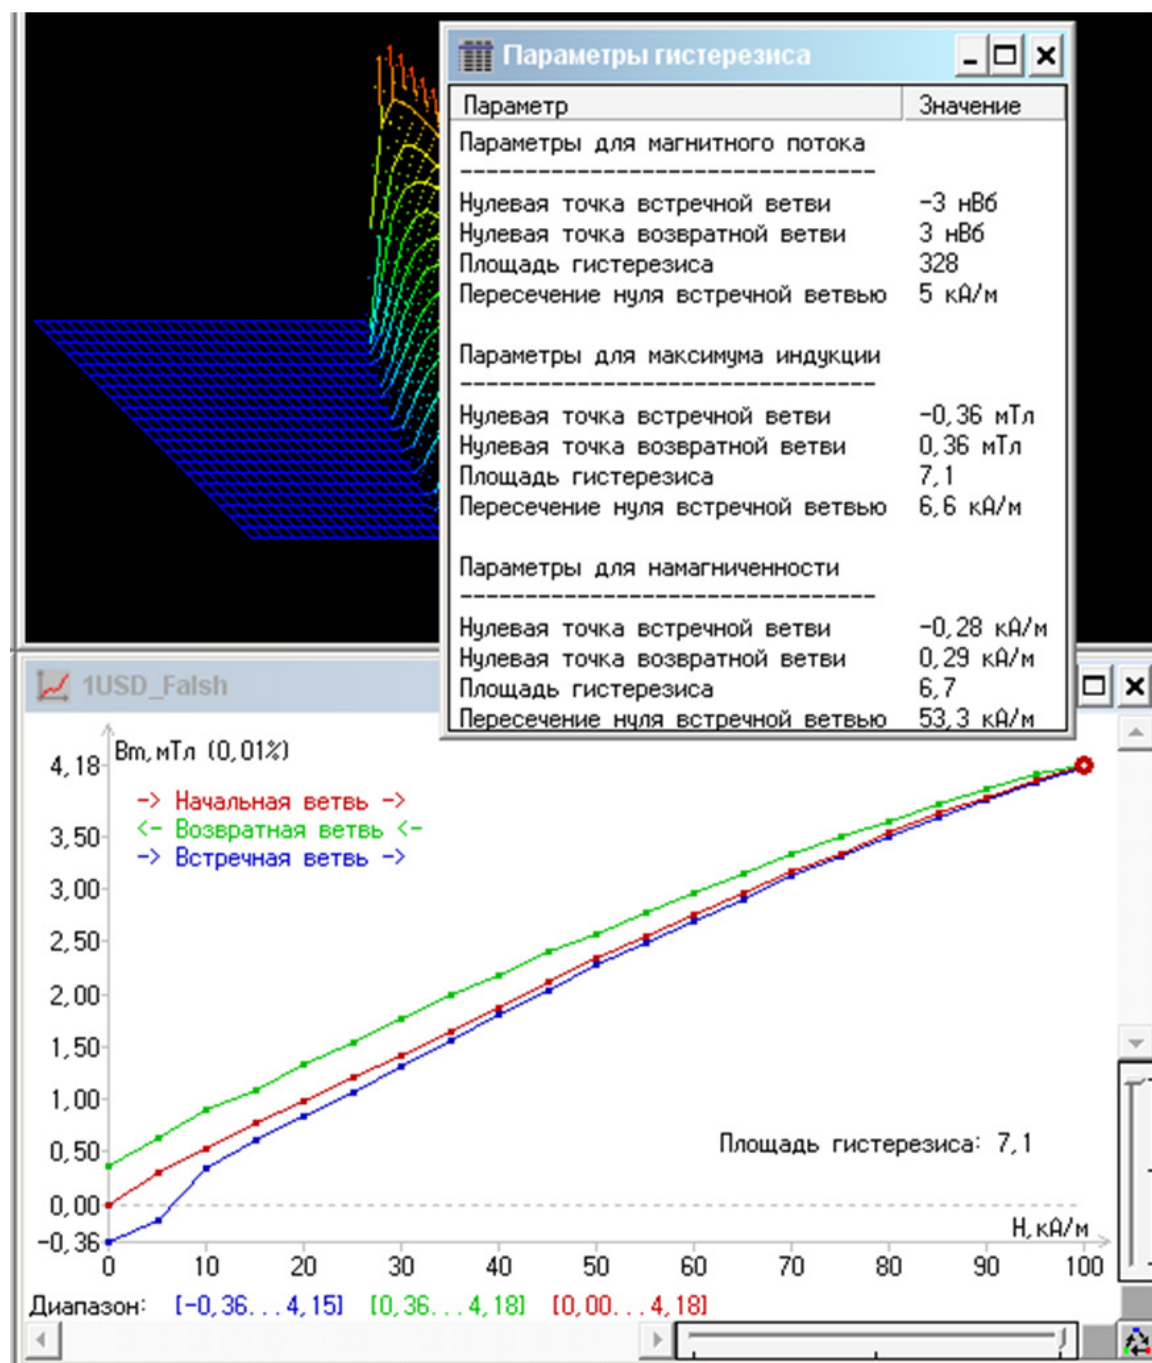 Параметры гистерезиса
Параметр Значение
Параметры для магнитного потока
--------------------------------
Нулевая точка встречной ветви -3 нВб
Нулевая точка возвратной ветви 3 нВб
Площадь гистерезиса 328
Пересечение нуля встречной ветвью 5 кА/м
Параметры для максимума индукции
--------------------------------
Нулевая точка встречной ветви -0,36 мТл
Нулевая точка возвратной ветви 0,36 мТл
Площадь гистерезиса 7,1
Пересечение нуля встречной ветвью 6,6 кА/м
Параметры для намагниченности
--------------------------------
Нулевая точка встречной ветви -0,28 кА/м
Нулевая точка возвратной ветви 0,29 кА/м
Площадь гистерезиса 6,7
Пересечение нуля встречной ветвью 53,3 кА/м
1USD_Falsh
Bm,мТл (0,01%)
4,18
-> Начальная ветвь ->
<- Возвратная ветвь <-
3,50
-> Встречная ветвь ->
3,00
2,50
2,00
1,50
1,00
0,50
Площадь гистерезиса: 7,1
0,00
-0,36
H,кА/м
0 10 20 30 40 50 60 70 80 90 100
Диапазон: [-0,36...4,15] [0,36...4,18] [0,00...4,18]